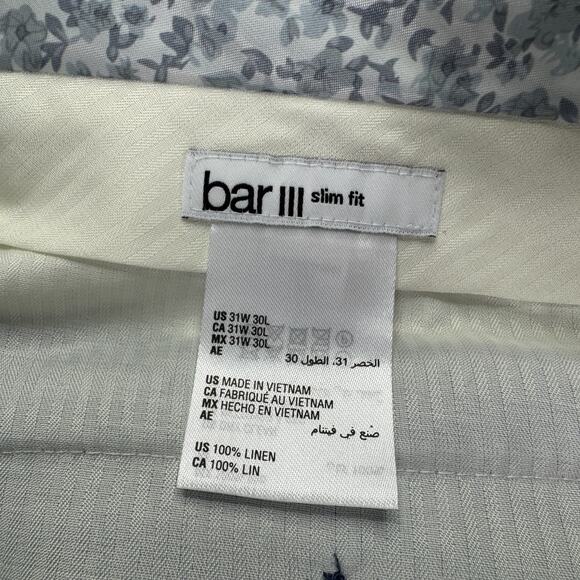 bar III slim fit
US 31W 30L
CA 31W 30L
MX 31W 30L
AE الخصر 31، الطول 30
US MADE IN VIETNAM
CA FABRIQUÉ AU VIETNAM
MX HECHO EN VIETNAM
AE صنع في فيتنام
US 100% LINEN
CA 100% LIN